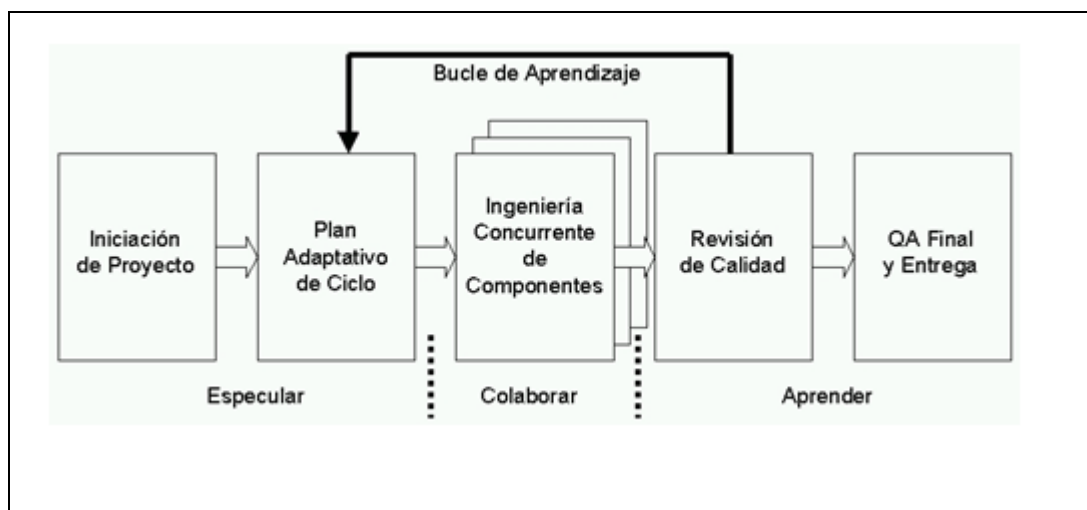 Bucle de Aprendizaje
Iniciación
de Proyecto
Plan
Adaptativo
de Ciclo
Ingeniería
Concurrente
de
Componentes
Revisión
de Calidad
QA Final
y Entrega
Especular
Colaborar
Aprender